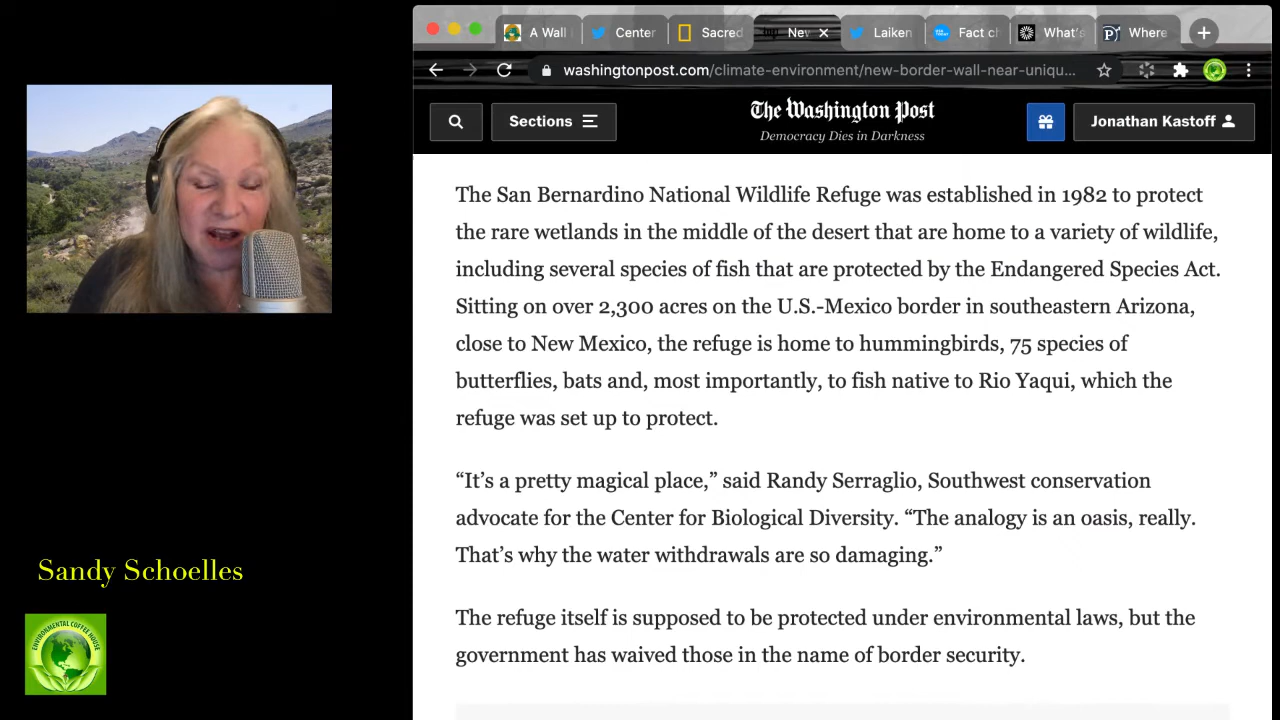 A Wall
Center
Sacred
Nev
Laiken
Fact ch
What's
Where
washingtonpost.com/climate-environment/new-border-wall-near-uniqu...
Sections
The Washington Post
Democracy Dies in Darkness
Jonathan Kastoff
The San Bernardino National Wildlife Refuge was established in 1982 to protect
the rare wetlands in the middle of the desert that are home to a variety of wildlife,
including several species of fish that are protected by the Endangered Species Act.
Sitting on over 2,300 acres on the U.S.-Mexico border in southeastern Arizona,
close to New Mexico, the refuge is home to hummingbirds, 75 species of
butterflies, bats and, most importantly, to fish native to Rio Yaqui, which the
refuge was set up to protect.
“It’s a pretty magical place,” said Randy Serraglio, Southwest conservation
advocate for the Center for Biological Diversity. “The analogy is an oasis, really.
That’s why the water withdrawals are so damaging.”
The refuge itself is supposed to be protected under environmental laws, but the
government has waived those in the name of border security.
Sandy Schoelles
ENVIRONMENTAL COFFEE HOUSE